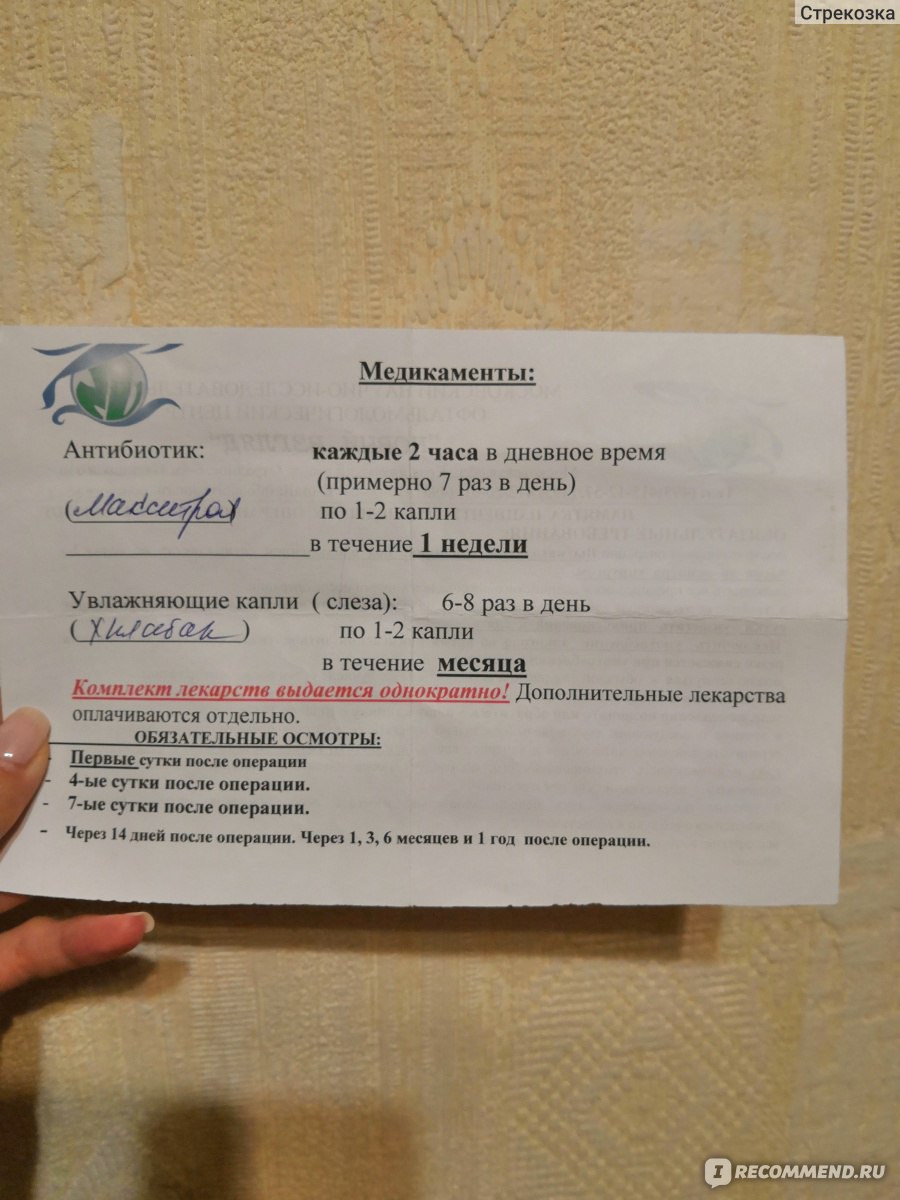 Стрекозка
Медикаменты:
Антибиотик: каждые 2 часа в дневное время
(примерно 7 раз в день)
(Макситрол по 1-2 капли
в течение 1 недели
Увлажняющие капли ( слеза): 6-8 раз в день
(Хилабак) по 1-2 капли
в течение месяца
Комплект лекарств выдается однократно! Дополнительные лекарства
оплачиваются отдельно.
ОБЯЗАТЕЛЬНЫЕ ОСМОТРЫ:
- Первые сутки после операции
- 4-ые сутки после операции.
- 7-ые сутки после операции.
- Через 14 дней после операции. Через 1, 3, 6 месяцев и 1 год после операции.
IRECOMMEND.RU